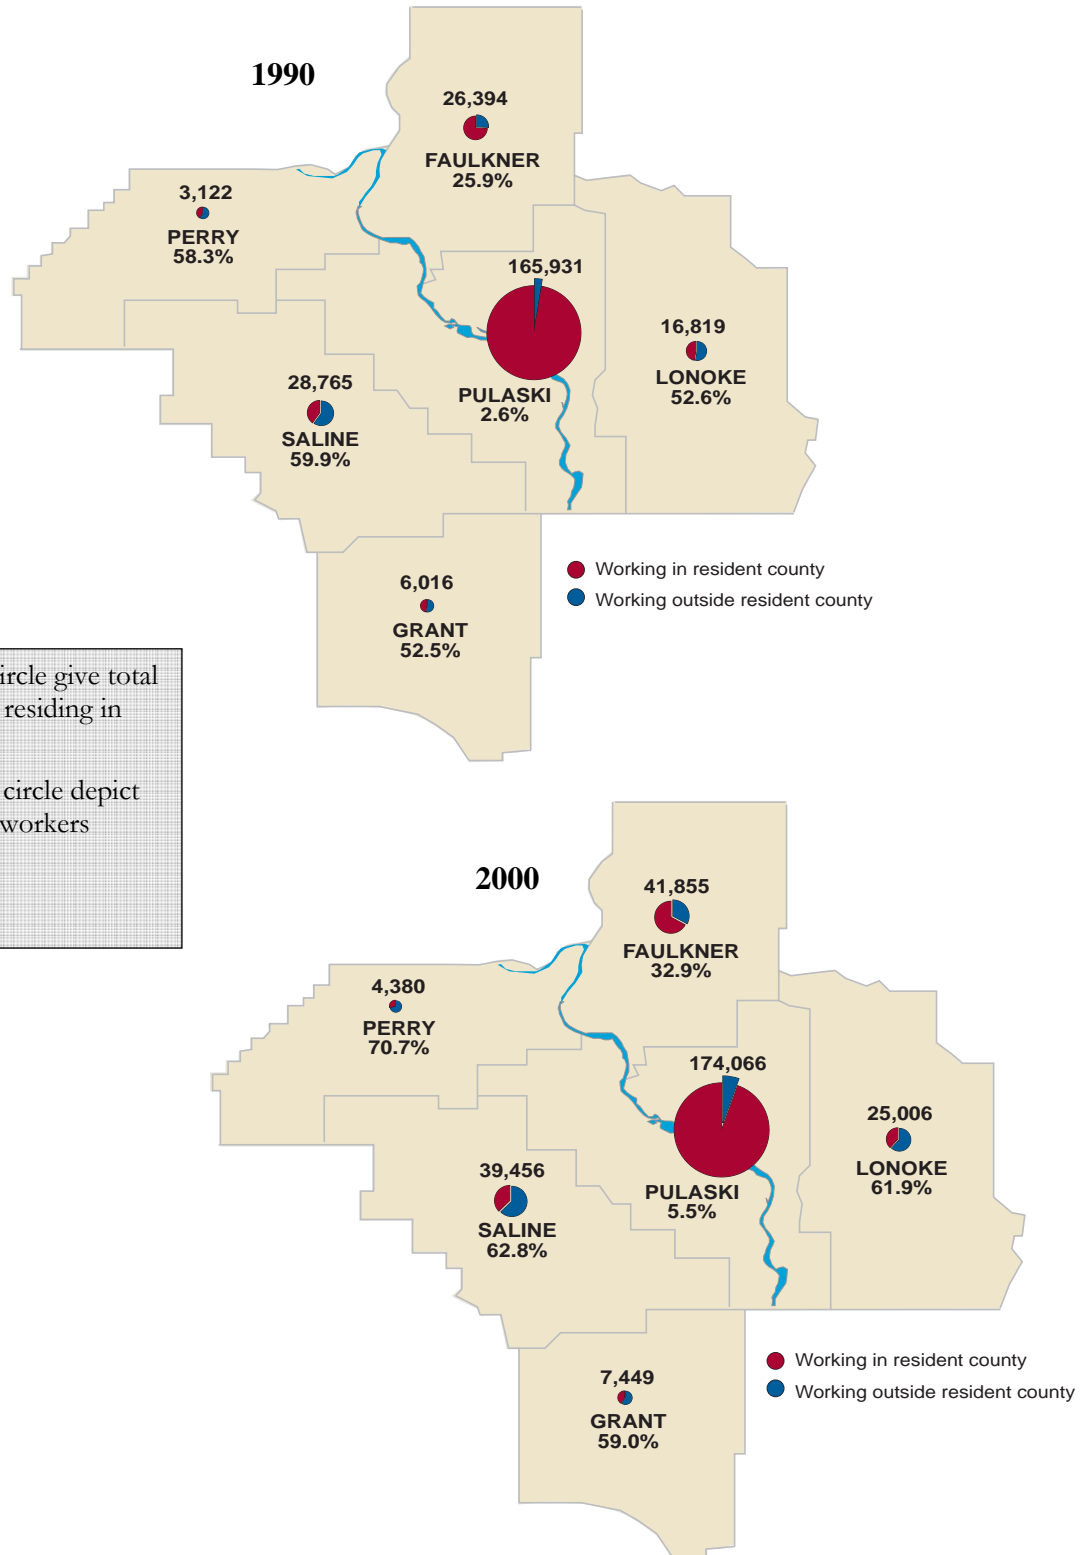 1990
26,394
FAULKNER
25.9%
3,122
PERRY
58.3%
165,931
PULASKI
2.6%
16,819
LONOKE
52.6%
28,765
SALINE
59.9%
6,016
GRANT
52.5%
Working in resident county
Working outside resident county
ircle give total
residing in
circle depict
workers
2000
41,855
FAULKNER
32.9%
4,380
PERRY
70.7%
174,066
PULASKI
5.5%
25,006
LONOKE
61.9%
39,456
SALINE
62.8%
7,449
GRANT
59.0%
Working in resident county
Working outside resident county